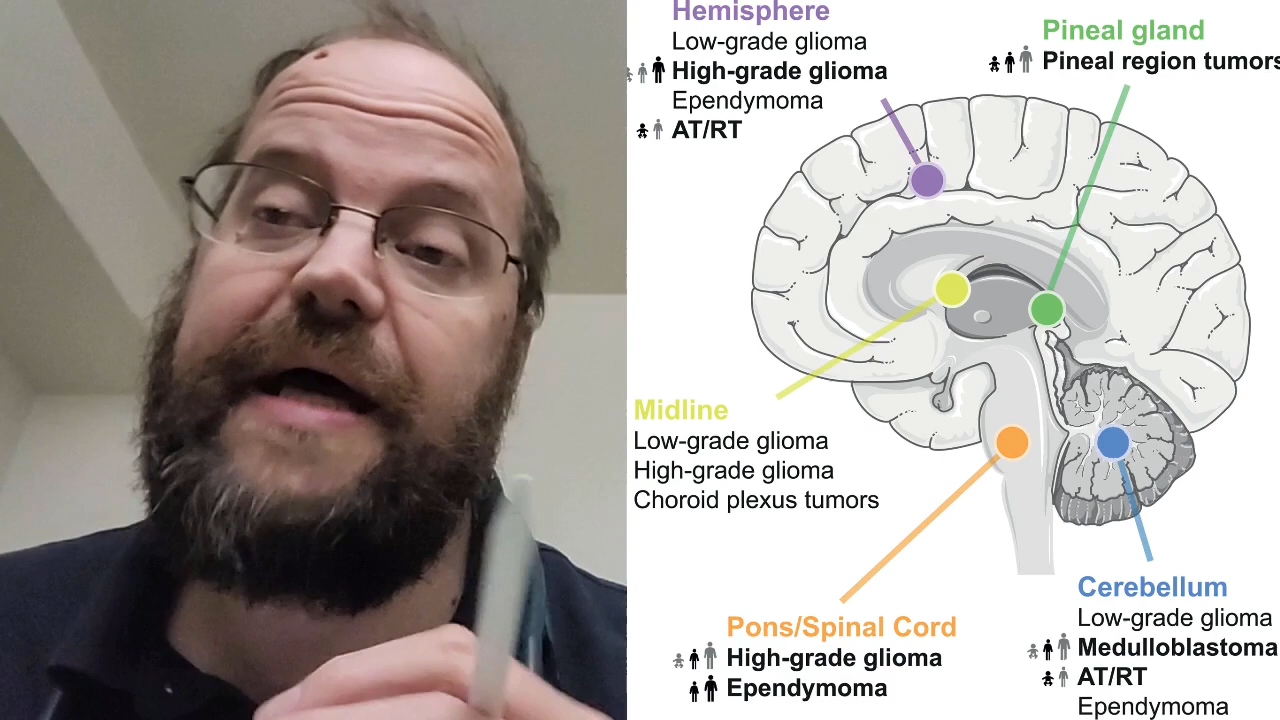 Hemisphere
Low-grade glioma
High-grade glioma
Ependymoma
AT/RT
Pineal gland
Pineal region tumors
Midline
Low-grade glioma
High-grade glioma
Choroid plexus tumors
Pons/Spinal Cord
High-grade glioma
Ependymoma
Cerebellum
Low-grade glioma
Medulloblastoma
AT/RT
Ependymoma